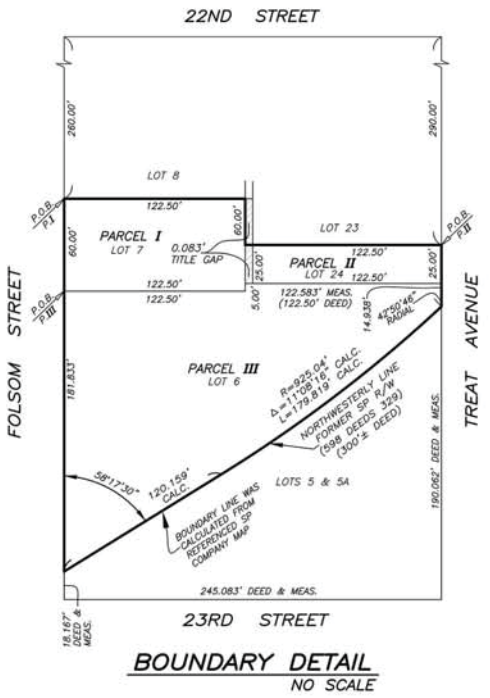 22ND STREET
260.00'
290.00'
LOT 8
P.O.B.
P.I
122.50'
60.00'
LOT 23
P.O.B.
P.II
60.00'
PARCEL I
LOT 7
0.083'
TITLE GAP
122.50'
PARCEL II
LOT 24
25.00'
25.00'
122.50'
122.50'
122.50'
5.00'
122.583' MEAS.
(122.50' DEED)
14.938'
42°50'46"
RADIAL
P.O.B.
P.III
FOLSOM STREET
TREAT AVENUE
181.833'
PARCEL III
LOT 6
R=925.04'
Δ=11°08'16" CALC.
L=179.819' CALC.
NORTHWESTERLY LINE
FORMER SP R/W
(598 DEEDS 329)
(300'± DEED)
58°17'30"
120.159'
CALC.
LOTS 5 & 5A
BOUNDARY LINE WAS
CALCULATED FROM
REFERENCED SP
COMPANY MAP
190.062' DEED & MEAS.
245.083' DEED & MEAS.
18.167'
DEED &
MEAS.
23RD STREET
BOUNDARY DETAIL
NO SCALE